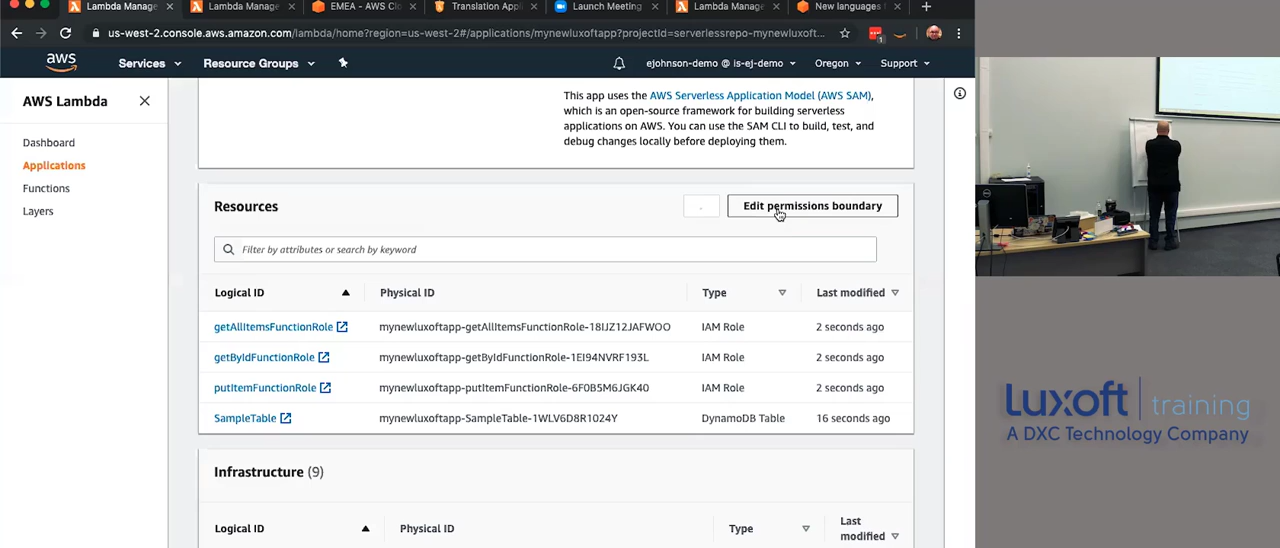 Lambda Manage
Lambda Manage
EMEA - AWS Clo
Translation Appl
Launch Meeting
Lambda Manage
New languages f
us-west-2.console.aws.amazon.com/lambda/home?region=us-west-2#/applications/mynewluxoftapp?projectId=serverlessrepo-mynewluxoft...
1
aws
Services
Resource Groups
ejohnson-demo @ is-ej-demo
Oregon
Support
AWS Lambda
Dashboard
Applications
Functions
Layers
This app uses the AWS Serverless Application Model (AWS SAM),
which is an open-source framework for building serverless
applications on AWS. You can use the SAM CLI to build, test, and
debug changes locally before deploying them.
Resources
Edit permissions boundary
Filter by attributes or search by keyword
Logical ID Physical ID Type Last modified
getAllItemsFunctionRole mynewluxoftapp-getAllItemsFunctionRole-18IJZ12JAFWOO IAM Role 2 seconds ago
getByIdFunctionRole mynewluxoftapp-getByIdFunctionRole-1EI94NVRF193L IAM Role 2 seconds ago
putItemFunctionRole mynewluxoftapp-putItemFunctionRole-6F0B5M6JGK40 IAM Role 2 seconds ago
SampleTable mynewluxoftapp-SampleTable-1WLV6D8R1024Y DynamoDB Table 16 seconds ago
Infrastructure (9)
Logical ID Physical ID Type Last
modified
luxoft training
A DXC Technology Company